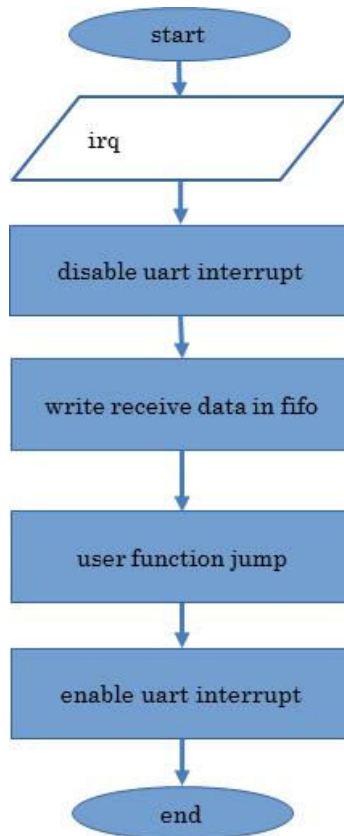 start
irq
disable uart interrupt
write receive data in fifo
user function jump
enable uart interrupt
end